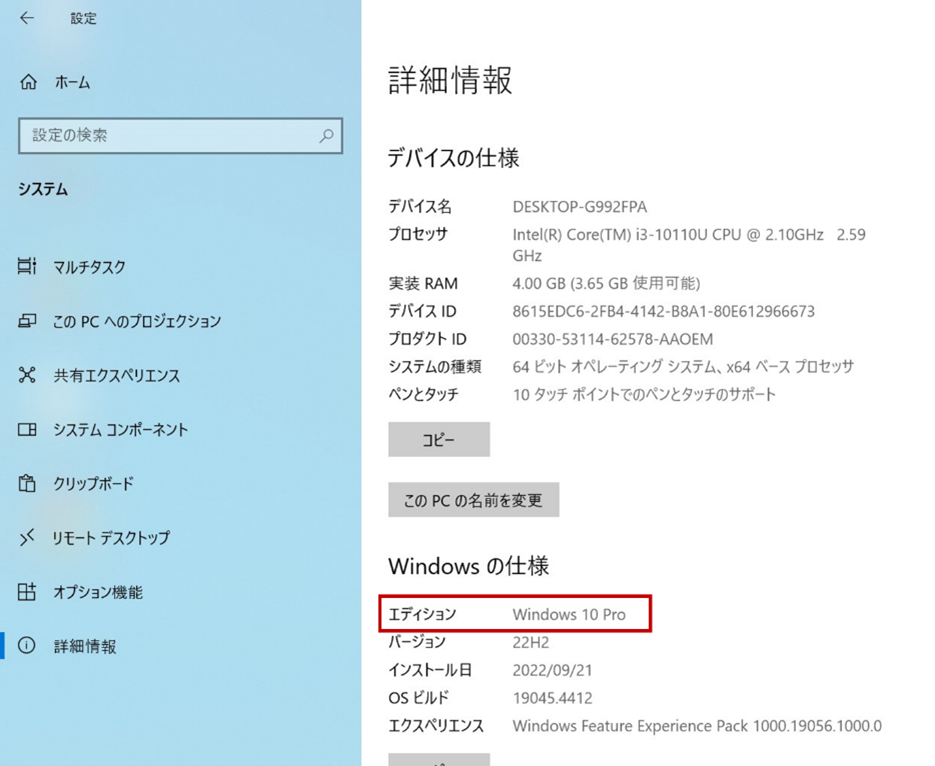 設定
ホーム
設定の検索
システム
マルチタスク
この PC へのプロジェクション
共有エクスペリエンス
システム コンポーネント
クリップボード
リモート デスクトップ
オプション機能
詳細情報
詳細情報
デバイスの仕様
デバイス名 DESKTOP-G992FPA
プロセッサ Intel(R) Core(TM) i3-10110U CPU @ 2.10GHz 2.59
GHz
実装 RAM 4.00 GB (3.65 GB 使用可能)
デバイス ID 8615EDC6-2FB4-4142-B8A1-80E612966673
プロダクト ID 00330-53114-62578-AAOEM
システムの種類 64 ビット オペレーティング システム、x64 ベース プロセッサ
ペンとタッチ 10 タッチ ポイントでのペンとタッチのサポート
コピー
この PC の名前を変更
Windows の仕様
エディション Windows 10 Pro
バージョン 22H2
インストール日 2022/09/21
OS ビルド 19045.4412
エクスペリエンス Windows Feature Experience Pack 1000.19056.1000.0